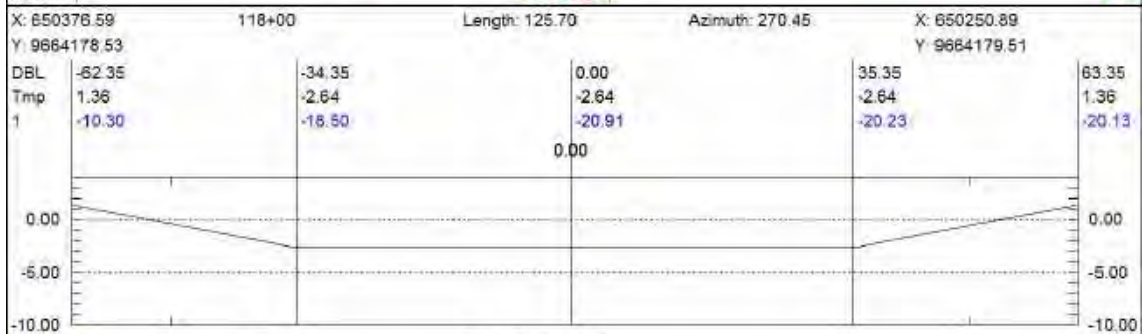 X: 650376.59 118+00 Length: 125.70 Azimuth: 270.45 X: 650250.89
Y: 9664178.53 Y: 9664179.51
DBL -62.35 -34.35 0.00 35.35 63.35
Tmp 1.36 -2.64 -2.64 -2.64 1.36
1 -10.30 -18.50 -20.91 -20.23 -20.13
0.00
0.00 0.00
-5.00 -5.00
-10.00 -10.00